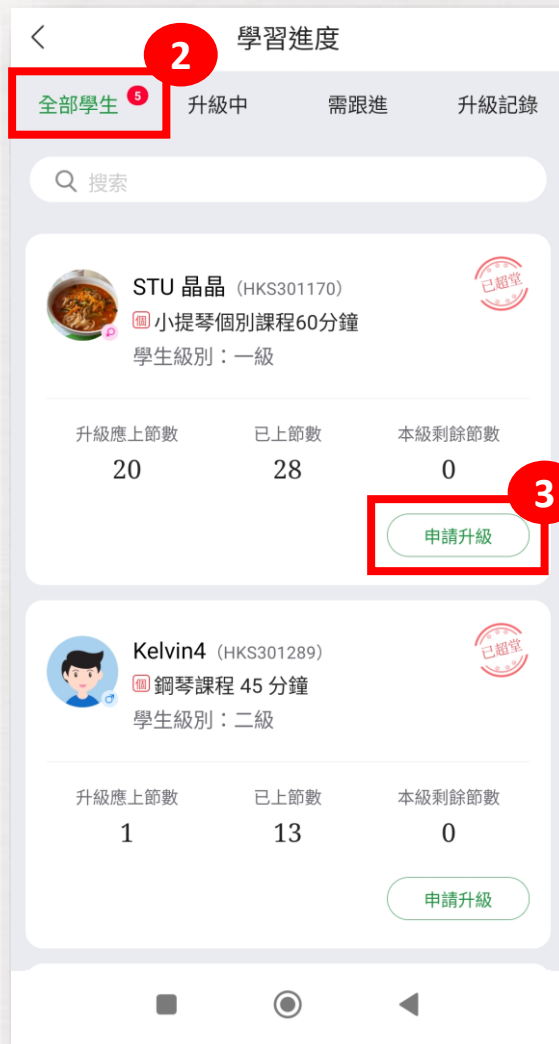 學習進度
2
全部學生 5 升級中 需跟進 升級記錄
搜索
STU 晶晶 (HKS301170)
已超堂
個 小提琴個別課程60分鐘
學生級別：一級
升級應上節數 已上節數 本級剩餘節數
20 28 0
3
申請升級
Kelvin4 (HKS301289)
已超堂
個 鋼琴課程 45 分鐘
學生級別：二級
升級應上節數 已上節數 本級剩餘節數
1 13 0
申請升級